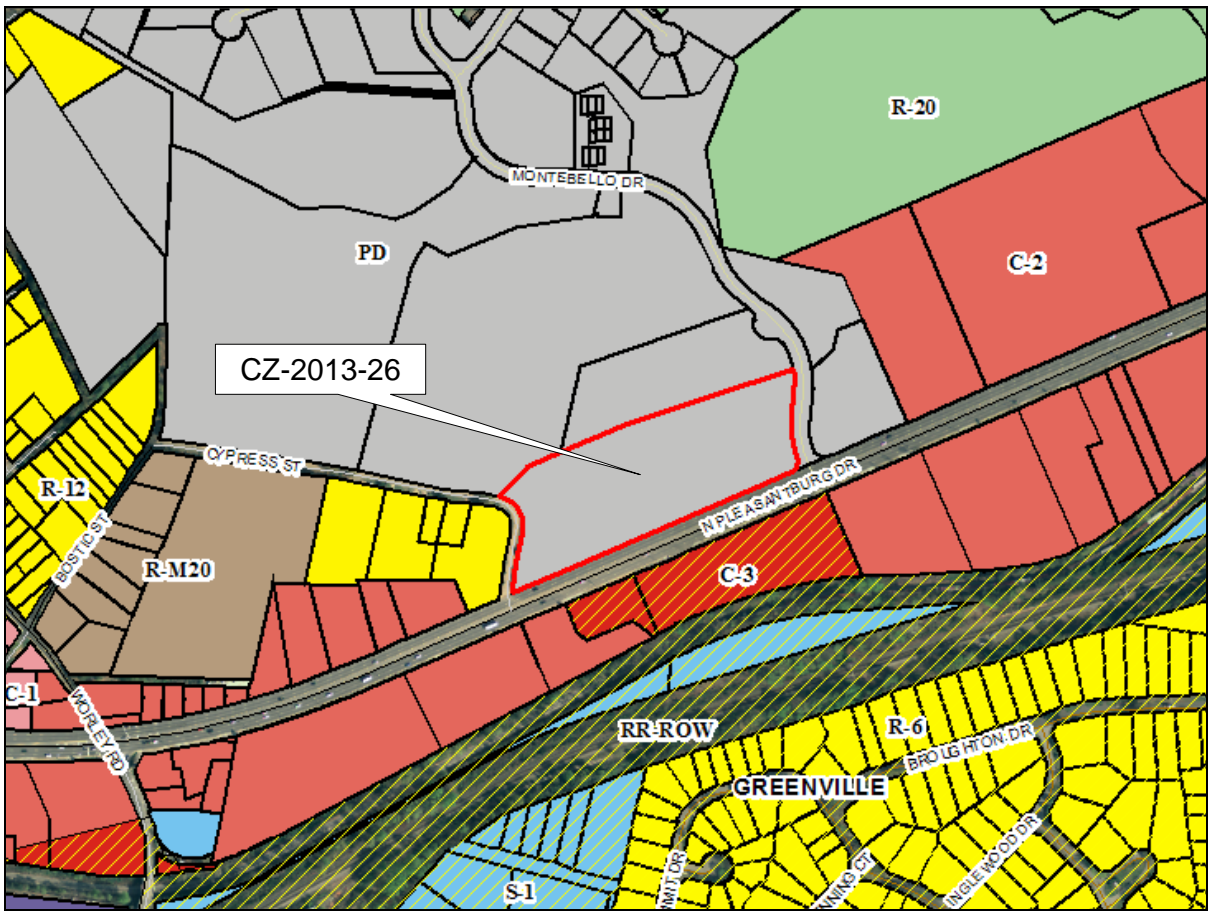 R-20
MONTEBELLO DR
PD
C-2
CZ-2013-26
CYPRESS ST
R-12
N PLEASANTBURG DR
BOSTIC ST
R-M20
C-3
C-1
WORLEY RD
RR-ROW
R-6
BROUGHTON DR
GREENVILLE
INGLEWOOD DR
S-1